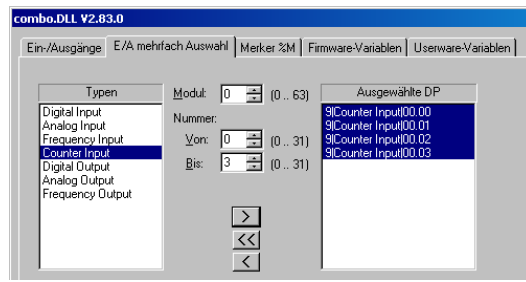 combo.DLL V2.83.0
Ein-/Ausgänge E/A mehrfach Auswahl Merker %M Firmware-Variablen Userware-Variablen
Typen
Digital Input
Analog Input
Frequency Input
Counter Input
Digital Output
Analog Output
Frequency Output
Modul: 0 (0 .. 63)
Nummer:
Von: 0 (0 .. 31)
Bis: 3 (0 .. 31)
>
<<
<
Ausgewählte DP
9|Counter Input|00.00
9|Counter Input|00.01
9|Counter Input|00.02
9|Counter Input|00.03